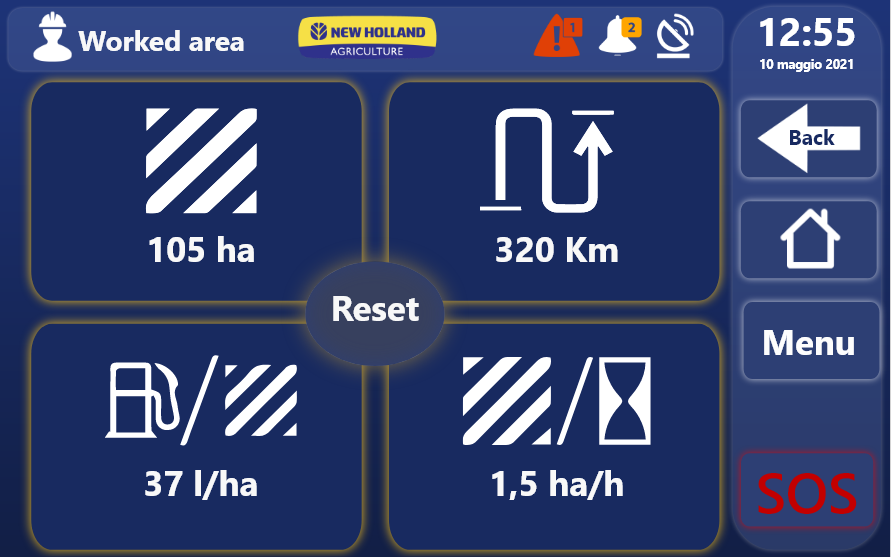 Worked area
NEW HOLLAND
AGRICULTURE
1
2
12:55
10 maggio 2021
105 ha
320 Km
Back
Reset
Menu
37 l/ha
1,5 ha/h
SOS